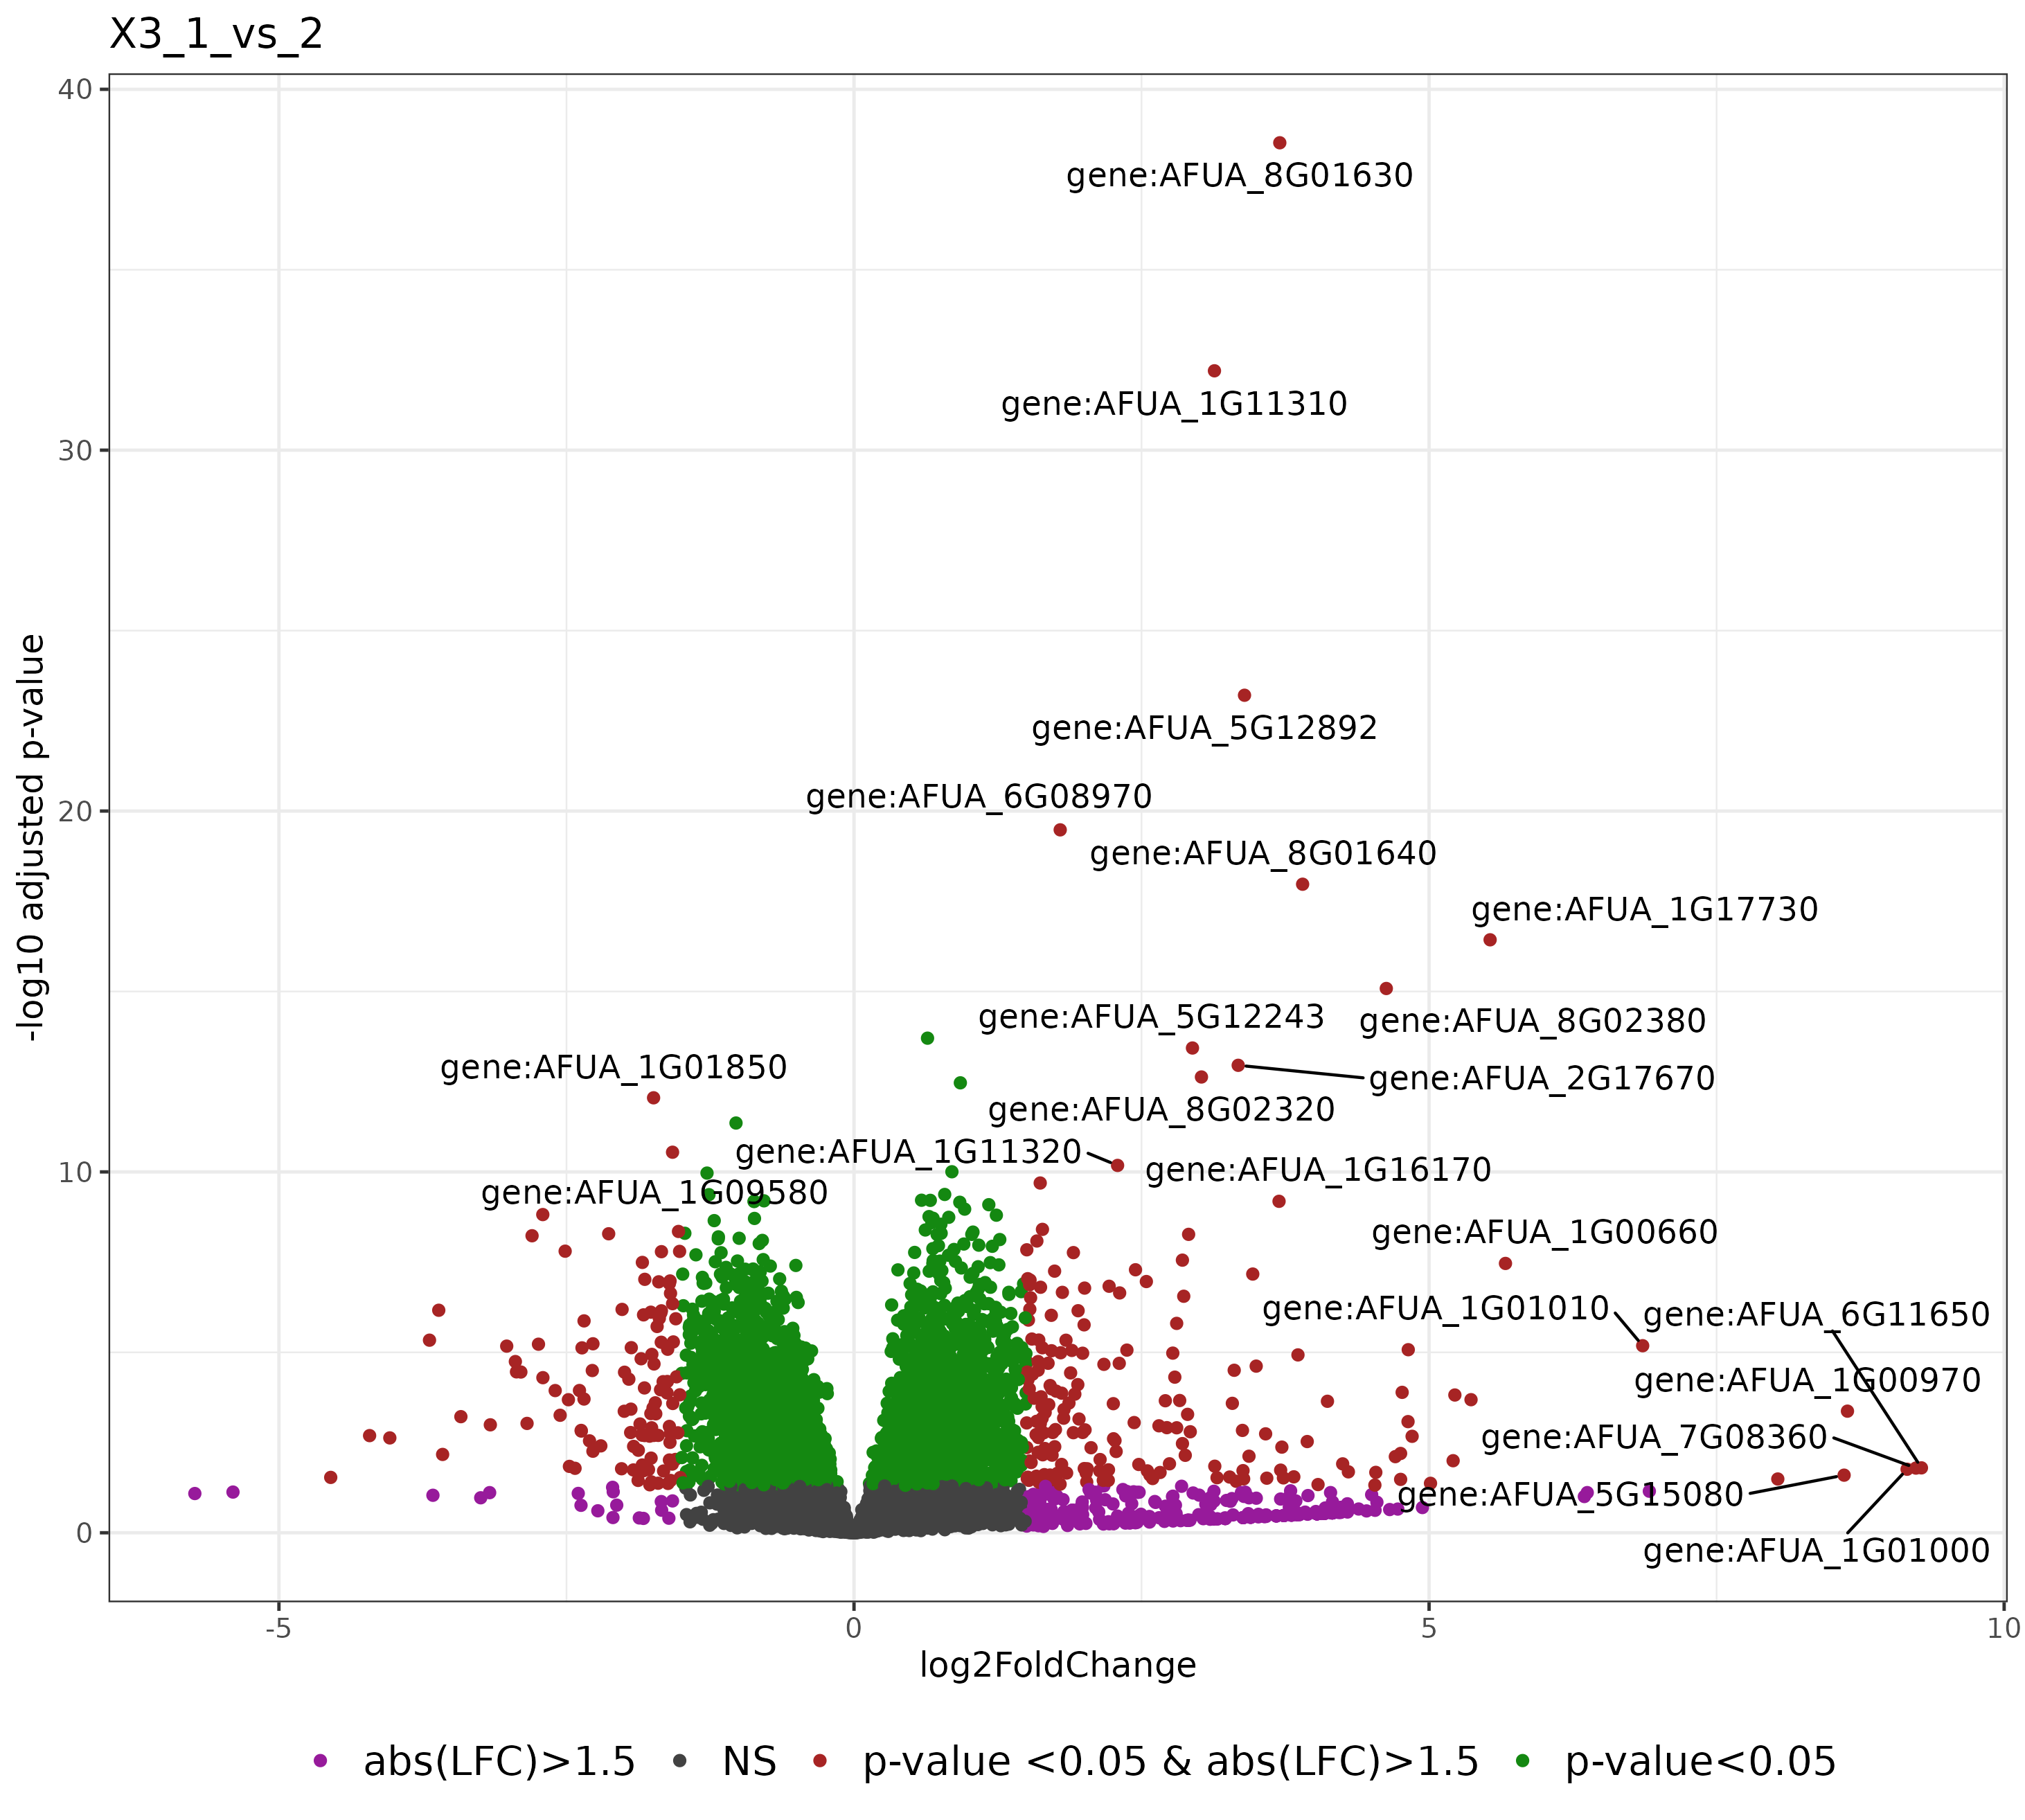 X3_1_vs_2
40
gene:AFUA_8G01630
gene:AFUA_1G11310
30
gene:AFUA_5G12892
gene:AFUA_6G08970
20
gene:AFUA_8G01640
gene:AFUA_1G17730
gene:AFUA_5G12243
gene:AFUA_8G02380
gene:AFUA_1G01850
gene:AFUA_2G17670
gene:AFUA_8G02320
gene:AFUA_1G11320
gene:AFUA_1G16170
10
gene:AFUA_1G09580
gene:AFUA_1G00660
gene:AFUA_1G01010
gene:AFUA_6G11650
gene:AFUA_1G00970
gene:AFUA_7G08360
gene:AFUA_5G15080
0
gene:AFUA_1G01000
-log10 adjusted p-value
-5 0 5 10
log2FoldChange
abs(LFC)>1.5 NS p-value <0.05 & abs(LFC)>1.5 p-value<0.05